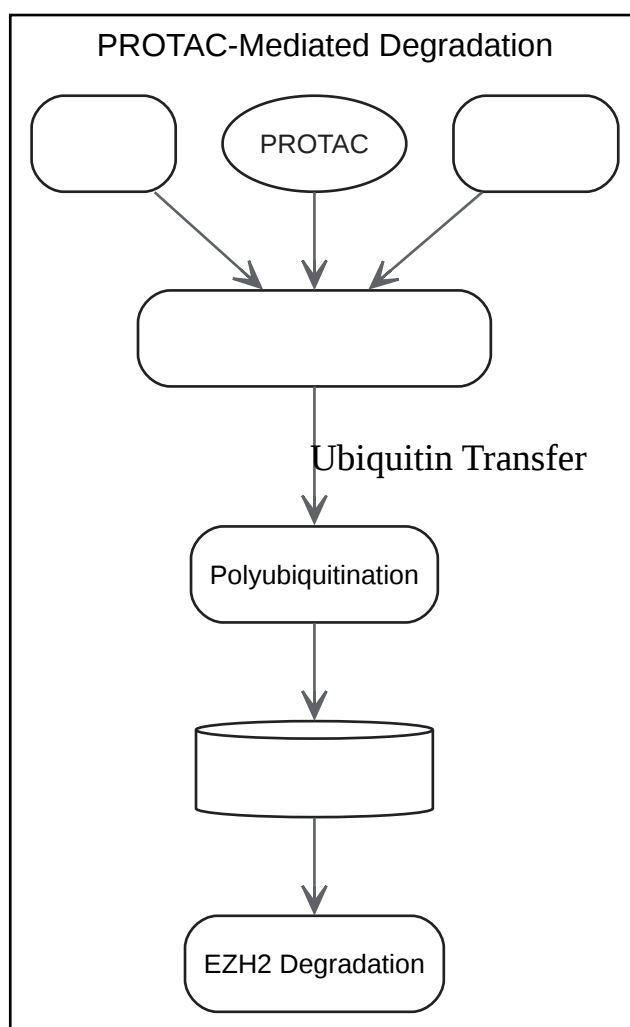 PROTAC-Mediated Degradation
PROTAC
Ubiquitin Transfer
Polyubiquitination
EZH2 Degradation